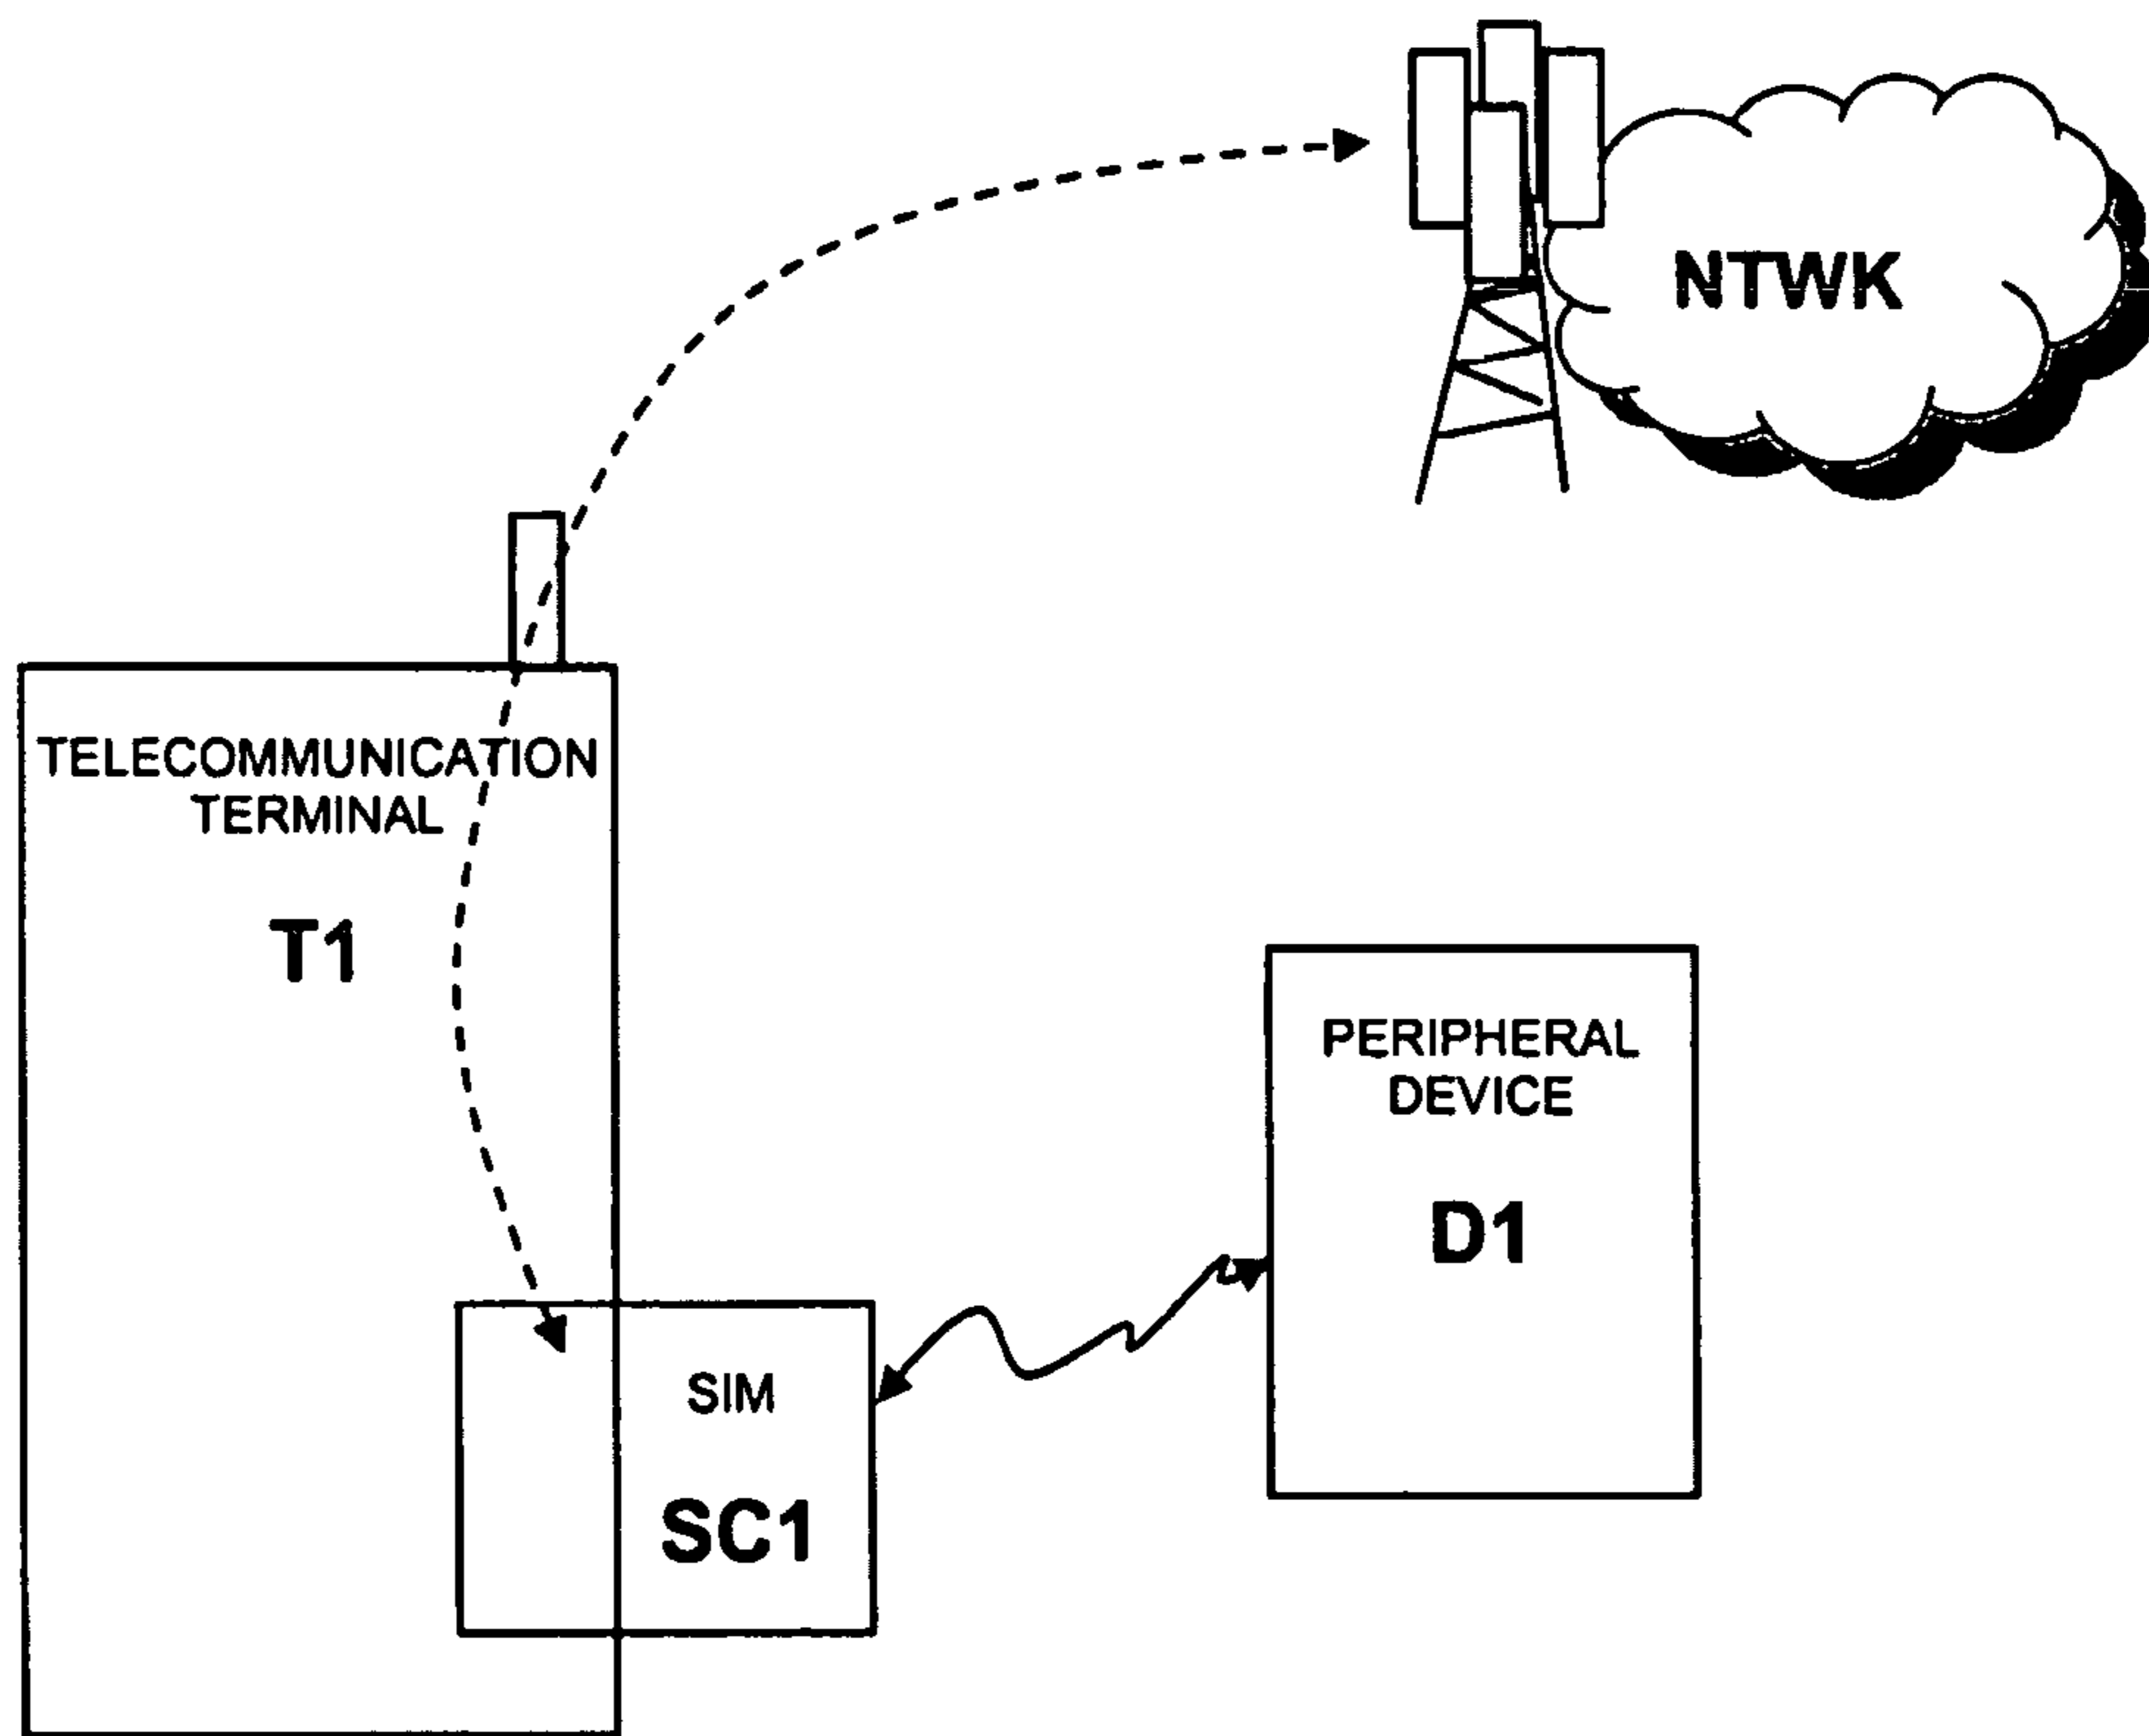 NTWK
TELECOMMUNICATION
TERMINAL
T1
PERIPHERAL
DEVICE
D1
SIM
SC1